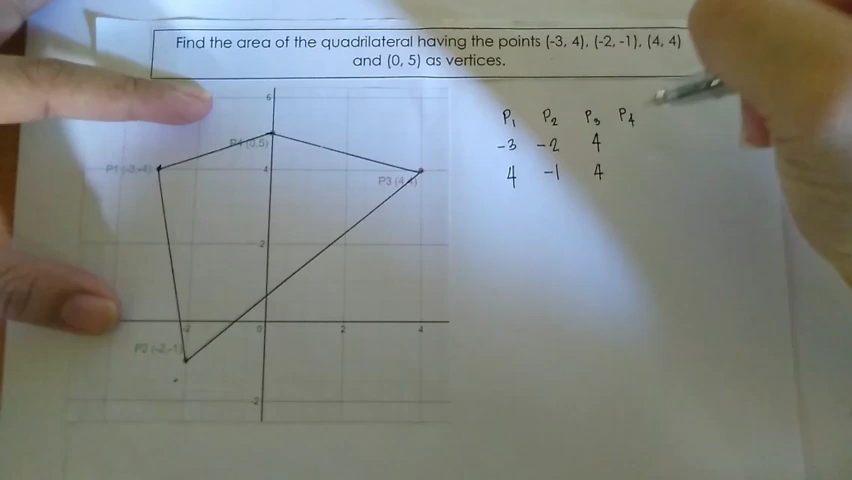 Find the area of the quadrilateral having the points (-3, 4), (-2, -1), (4, 4)
and (0, 5) as vertices.
6
P4 (0,5)
P1 (-3,4)
4
P3 (4,4)
2
-2
0
2
4
P2 (-2,-1)
-2
P1 P2 P3 P4
-3 -2 4
4 -1 4